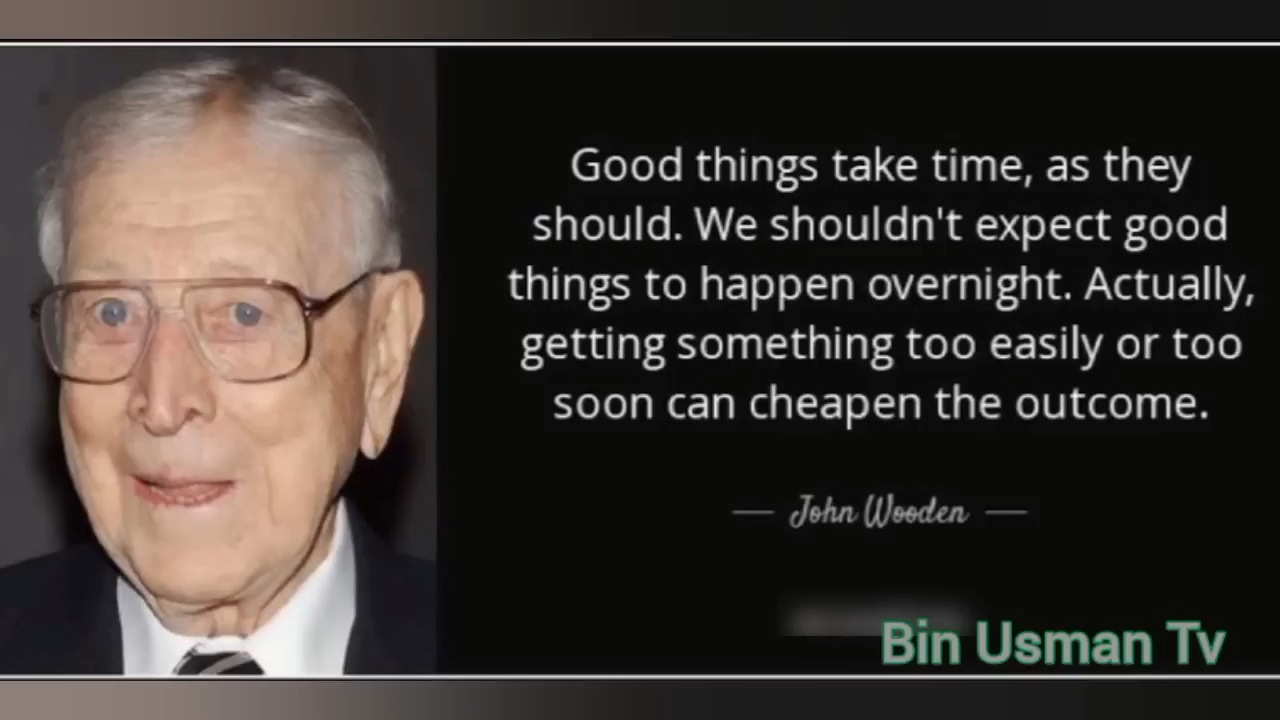 Good things take time, as they
should. We shouldn't expect good
things to happen overnight. Actually,
getting something too easily or too
soon can cheapen the outcome.
John Wooden
Bin Usman Tv